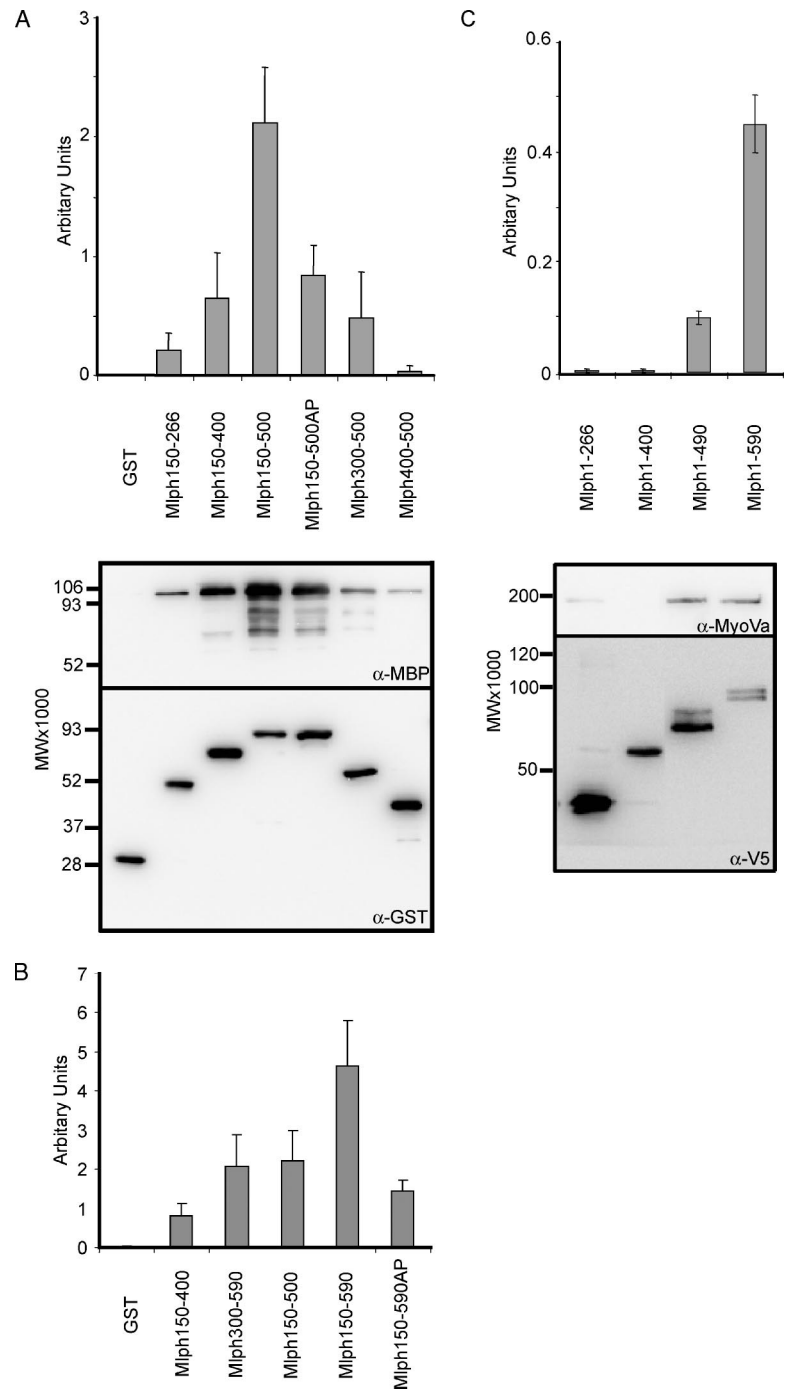 A
3
2
1
0
Arbitary Units
GST
Mlph150-266
Mlph150-400
Mlph150-500
Mlph150-500AP
Mlph300-500
Mlph400-500
106
93
52
α-MBP
MWx1000
93
52
37
28
α-GST
B
7
6
5
4
3
2
1
0
Arbitary Units
GST
Mlph150-400
Mlph300-590
Mlph150-500
Mlph150-590
Mlph150-590AP
C
0.6
0.4
0.2
0
Arbitary Units
Mlph1-266
Mlph1-400
Mlph1-490
Mlph1-590
200
α-MyoVa
MWx1000
120
100
50
α-V5